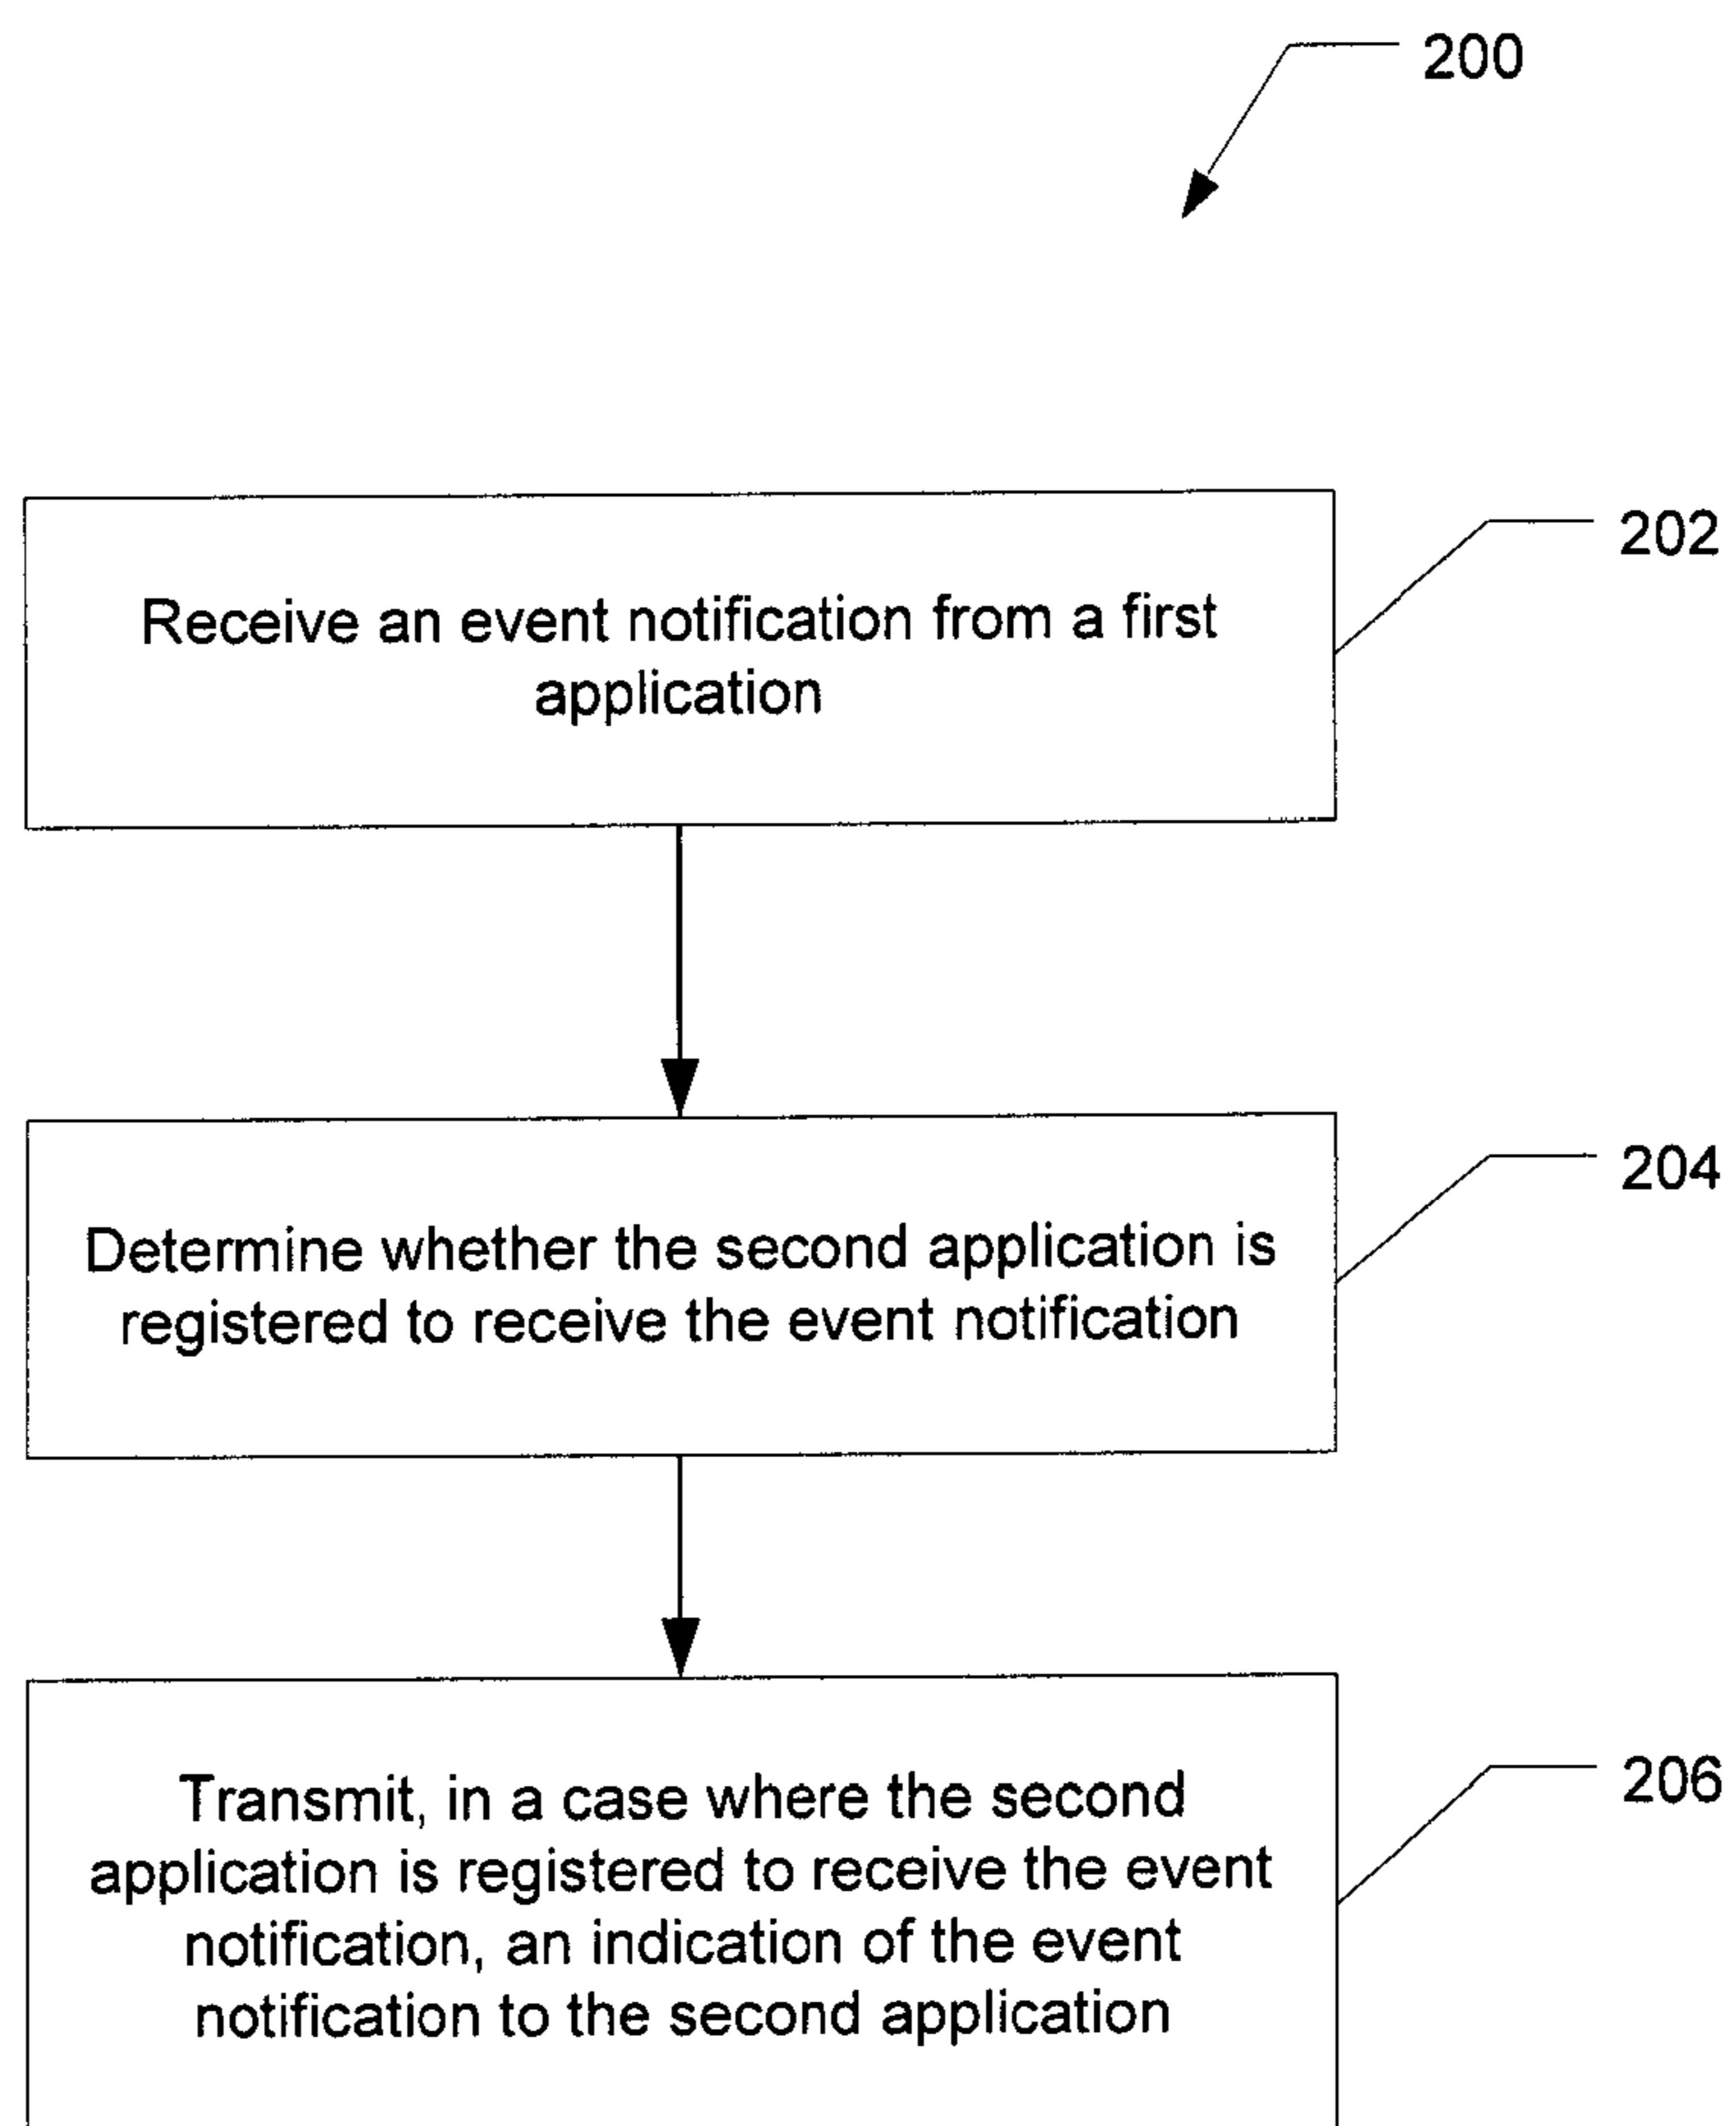 200
202
Receive an event notification from a first
application
204
Determine whether the second application is
registered to receive the event notification
206
Transmit, in a case where the second
application is registered to receive the event
notification, an indication of the event
notification to the second application